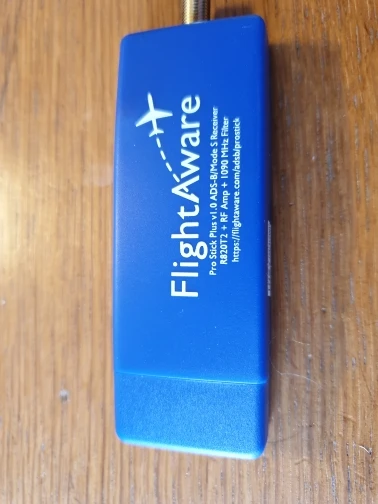 FlightAware
Pro Stick Plus v1.0 ADS-B/Mode S Receiver
R820T2 + RF Amp + 1090 MHz Filter
https://flightaware.com/adsb/prostick